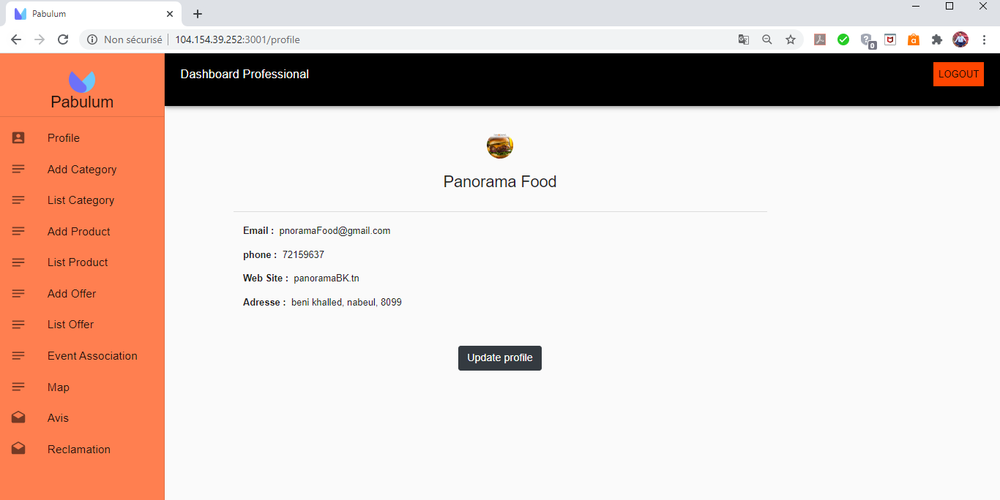 Pabulum
Non sécurisé 104.154.39.252:3001/profile
0
Pabulum
Dashboard Professional
LOGOUT
Profile
Add Category
List Category
Add Product
List Product
Add Offer
List Offer
Event Association
Map
Avis
Reclamation
Panorama Food
Email : pnoramaFood@gmail.com
phone : 72159637
Web Site : panoramaBK.tn
Adresse : beni khalled, nabeul, 8099
Update profile